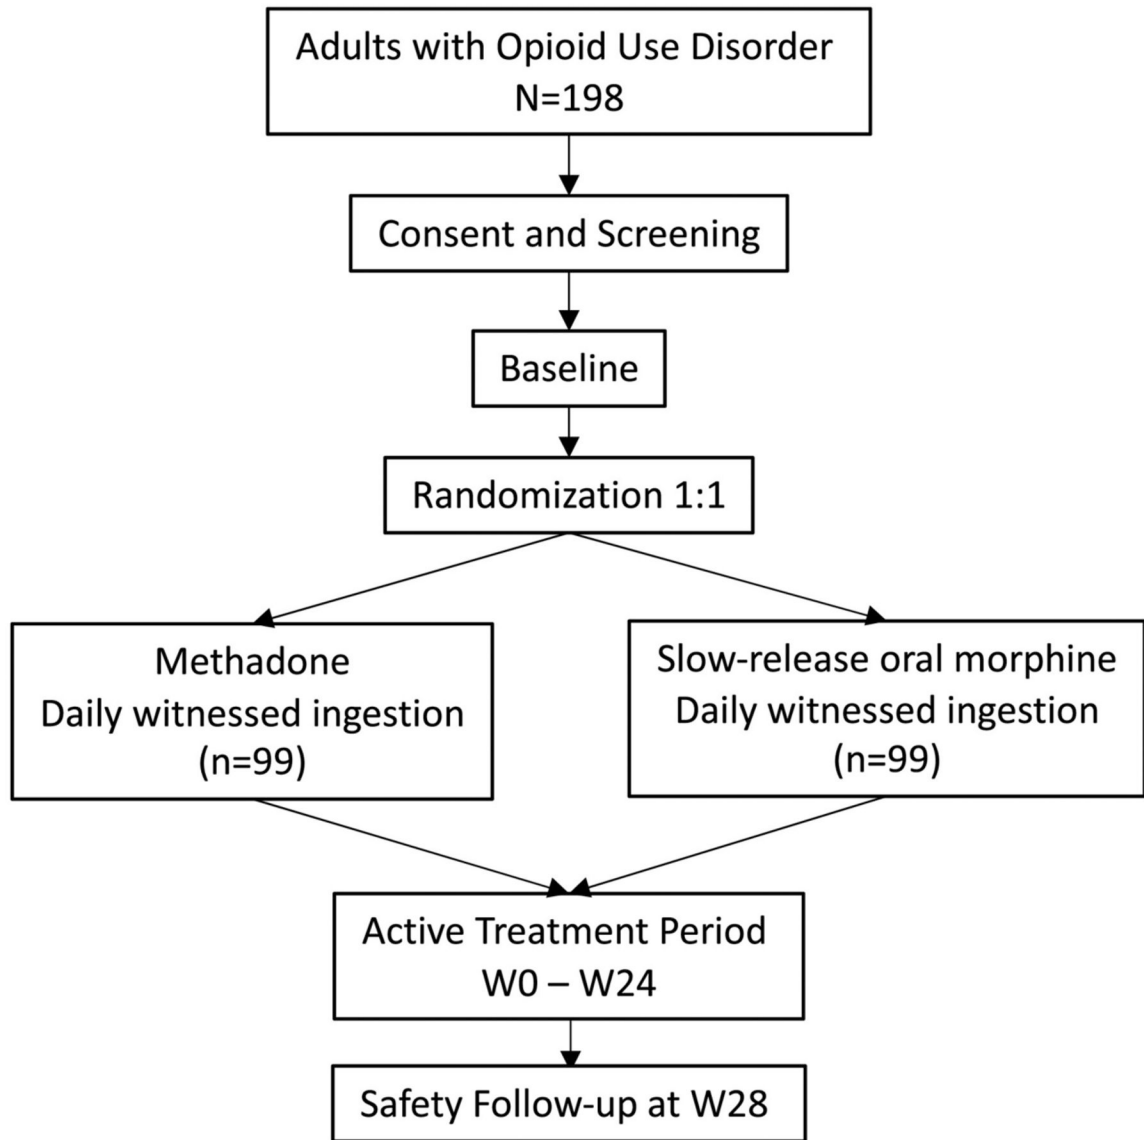 Adults with Opioid Use Disorder
N=198
Consent and Screening
Baseline
Randomization 1:1
Methadone
Daily witnessed ingestion
(n=99)
Slow-release oral morphine
Daily witnessed ingestion
(n=99)
Active Treatment Period
W0 – W24
Safety Follow-up at W28